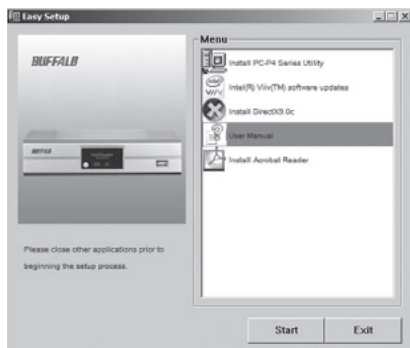 Easy Setup
BUFFALO
BUFFALO
Please close other applications prior to
beginning the setup process.
Menu
Install PC-P4 Series Utility
Intel(R) Viiv(TM) software updates
Install DirectX9.0c
User Manual
Install Acrobat Reader
Start
Exit